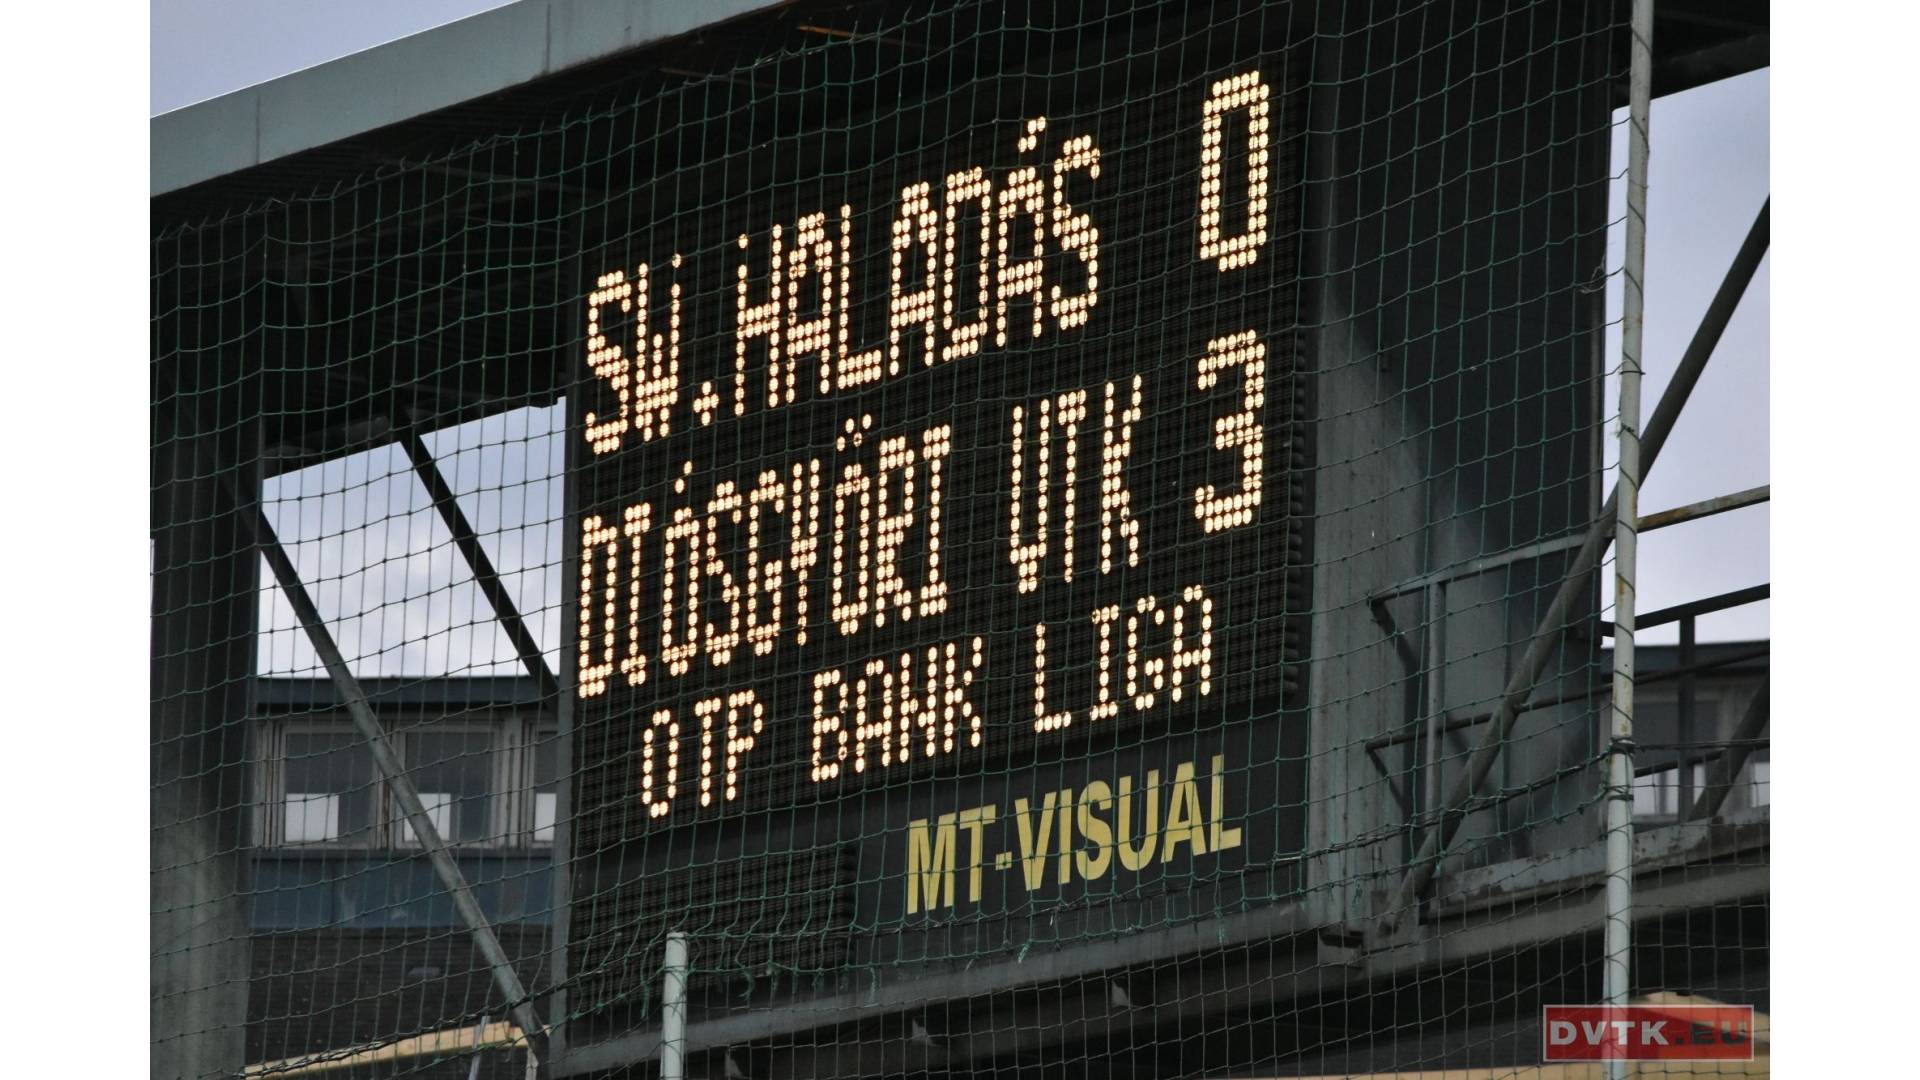 SW.HALADÁS 0
DIÓSGYŐRI VTK 3
OTP BANK LIGA
MT-VISUAL
DVTK.EU